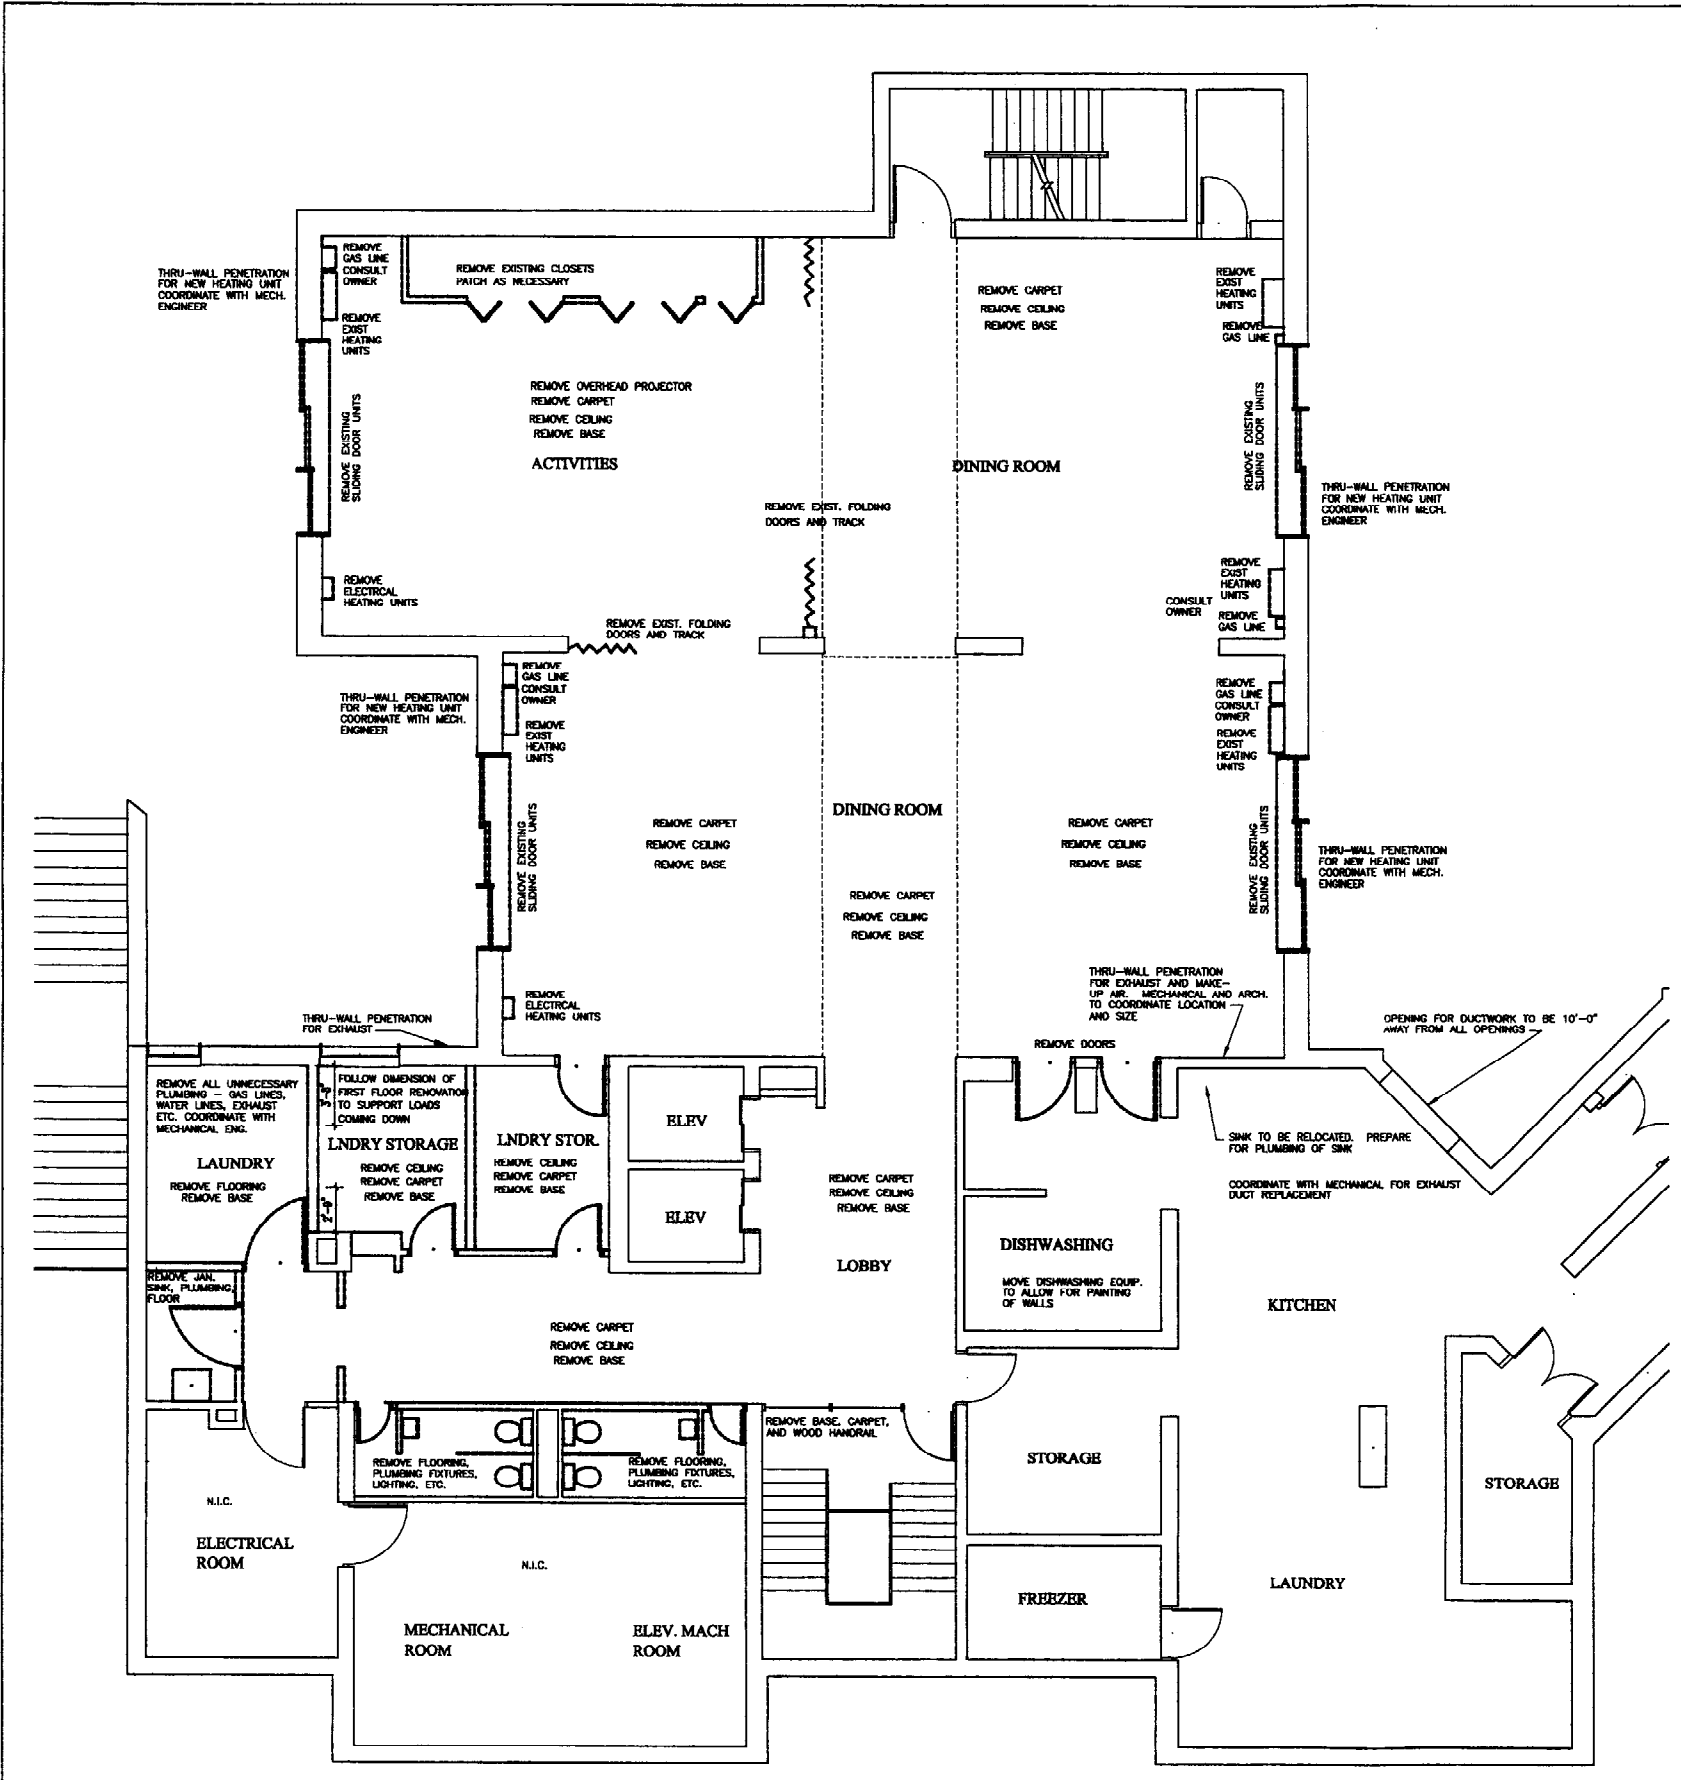 THRU-WALL PENETRATION
FOR NEW HEATING UNIT
COORDINATE WITH MECH.
ENGINEER
REMOVE
GAS LINE
CONSULT
OWNER
REMOVE
EXIST
HEATING
UNITS
REMOVE EXISTING CLOSETS
PATCH AS NECESSARY
REMOVE CARPET
REMOVE CEILING
REMOVE BASE
REMOVE
EXIST
HEATING
UNITS
REMOVE
GAS LINE
REMOVE EXISTING
SLIDING DOOR UNITS
REMOVE OVERHEAD PROJECTOR
REMOVE CARPET
REMOVE CEILING
REMOVE BASE
ACTIVITIES
DINING ROOM
REMOVE EXISTING
SLIDING DOOR UNITS
THRU-WALL PENETRATION
FOR NEW HEATING UNIT
COORDINATE WITH MECH.
ENGINEER
REMOVE EXIST. FOLDING
DOORS AND TRACK
REMOVE
ELECTRCAL
HEATING UNITS
REMOVE
EXIST
HEATING
UNITS
CONSULT
OWNER
REMOVE
GAS LINE
REMOVE EXIST. FOLDING
DOORS AND TRACK
THRU-WALL PENETRATION
FOR NEW HEATING UNIT
COORDINATE WITH MECH.
ENGINEER
REMOVE
GAS LINE
CONSULT
OWNER
REMOVE
EXIST
HEATING
UNITS
REMOVE
GAS LINE
CONSULT
OWNER
REMOVE
EXIST
HEATING
UNITS
REMOVE EXISTING
SLIDING DOOR UNITS
REMOVE CARPET
REMOVE CEILING
REMOVE BASE
DINING ROOM
REMOVE CARPET
REMOVE CEILING
REMOVE BASE
REMOVE CARPET
REMOVE CEILING
REMOVE BASE
REMOVE EXISTING
SLIDING DOOR UNITS
THRU-WALL PENETRATION
FOR NEW HEATING UNIT
COORDINATE WITH MECH.
ENGINEER
REMOVE
ELECTRCAL
HEATING UNITS
THRU-WALL PENETRATION
FOR EXHAUST
THRU-WALL PENETRATION
FOR EXHAUST AND MAKE-
UP AIR. MECHANICAL AND ARCH.
TO COORDINATE LOCATION
AND SIZE
OPENING FOR DUCTWORK TO BE 10'-0"
AWAY FROM ALL OPENINGS
REMOVE DOORS
REMOVE ALL UNNECESSARY
PLUMBING - GAS LINES,
WATER LINES, EXHAUST
ETC. COORDINATE WITH
MECHANICAL ENG.
LAUNDRY
REMOVE FLOORING
REMOVE BASE
FOLLOW DIMENSION OF
FIRST FLOOR RENOVATION
TO SUPPORT LOADS
COMING DOWN
LNDRY STORAGE
REMOVE CEILING
REMOVE CARPET
REMOVE BASE
2'-0"
LNDRY STOR.
REMOVE CEILING
REMOVE CARPET
REMOVE BASE
ELEV
ELEV
REMOVE CARPET
REMOVE CEILING
REMOVE BASE
LOBBY
SINK TO BE RELOCATED. PREPARE
FOR PLUMBING OF SINK
COORDINATE WITH MECHANICAL FOR EXHAUST
DUCT REPLACEMENT
DISHWASHING
MOVE DISHWASHING EQUIP.
TO ALLOW FOR PAINTING
OF WALLS
KITCHEN
REMOVE JAN.
SINK, PLUMBING,
FLOOR
REMOVE CARPET
REMOVE CEILING
REMOVE BASE
REMOVE FLOORING,
PLUMBING FIXTURES,
LIGHTING, ETC.
REMOVE FLOORING,
PLUMBING FIXTURES,
LIGHTING, ETC.
REMOVE BASE, CARPET,
AND WOOD HANDRAIL
STORAGE
STORAGE
N.I.C.
ELECTRICAL
ROOM
N.I.C.
MECHANICAL
ROOM
ELEV. MACH
ROOM
FREEZER
LAUNDRY